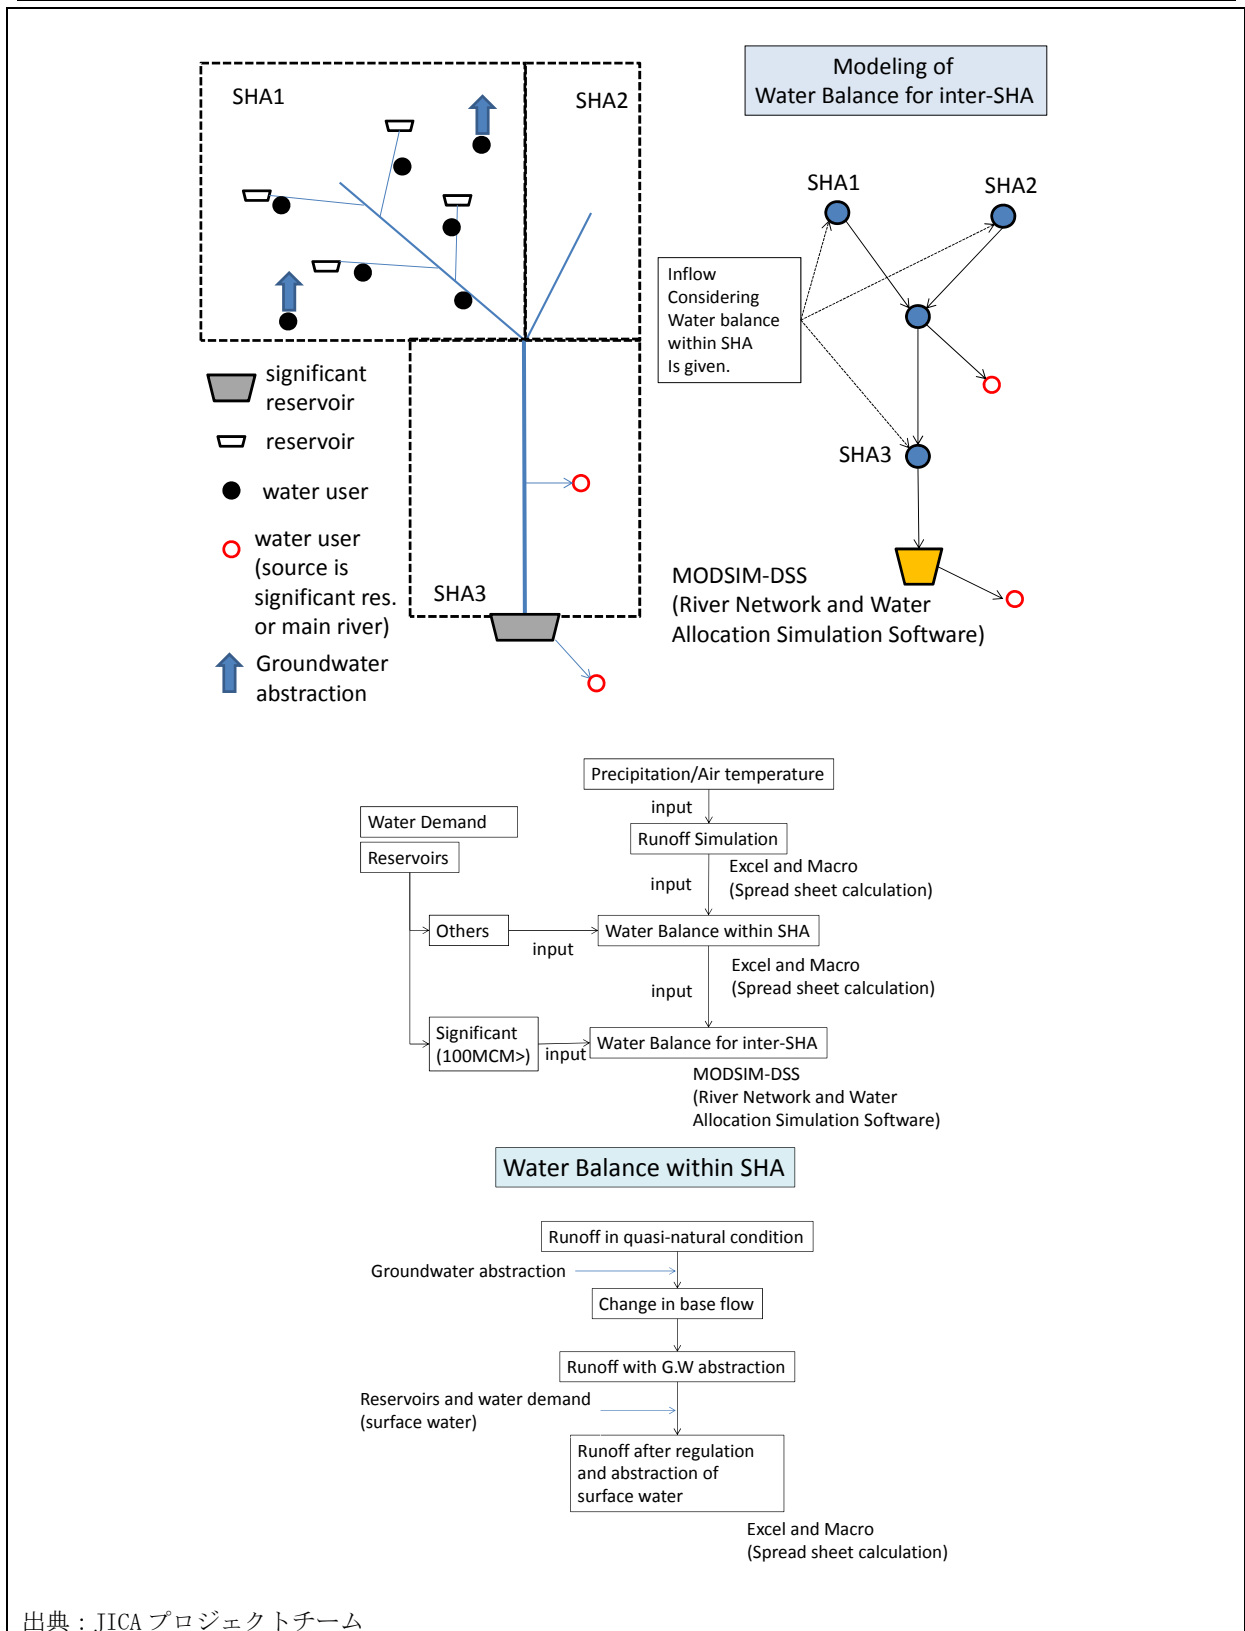 SHA1
SHA2
Modeling of
Water Balance for inter-SHA
SHA1
SHA2
Inflow
Considering
Water balance
within SHA
Is given.
significant
reservoir
reservoir
water user
water user
(source is
significant res.
or main river)
Groundwater
abstraction
SHA3
SHA3
MODSIM-DSS
(River Network and Water
Allocation Simulation Software)
Precipitation/Air temperature
input
Water Demand
Runoff Simulation
Reservoirs
Excel and Macro
(Spread sheet calculation)
input
Others
input
Water Balance within SHA
Excel and Macro
(Spread sheet calculation)
input
Significant
(100MCM>)
input
Water Balance for inter-SHA
MODSIM-DSS
(River Network and Water
Allocation Simulation Software)
Water Balance within SHA
Runoff in quasi-natural condition
Groundwater abstraction
Change in base flow
Runoff with G.W abstraction
Reservoirs and water demand
(surface water)
Runoff after regulation
and abstraction of
surface water
Excel and Macro
(Spread sheet calculation)
出典：JICAプロジェクトチーム